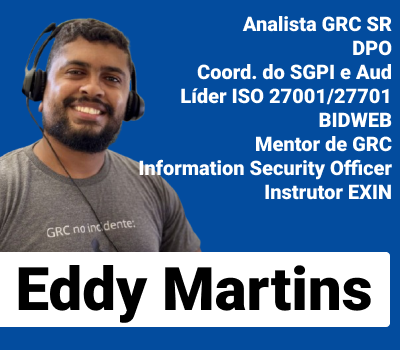 Analista GRC SR
DPO
Coord. do SGPI e Aud
Líder ISO 27001/27701
BIDWEB
Mentor de GRC
Information Security Officer
Instrutor EXIN
GRC no incidente:
Eddy Martins